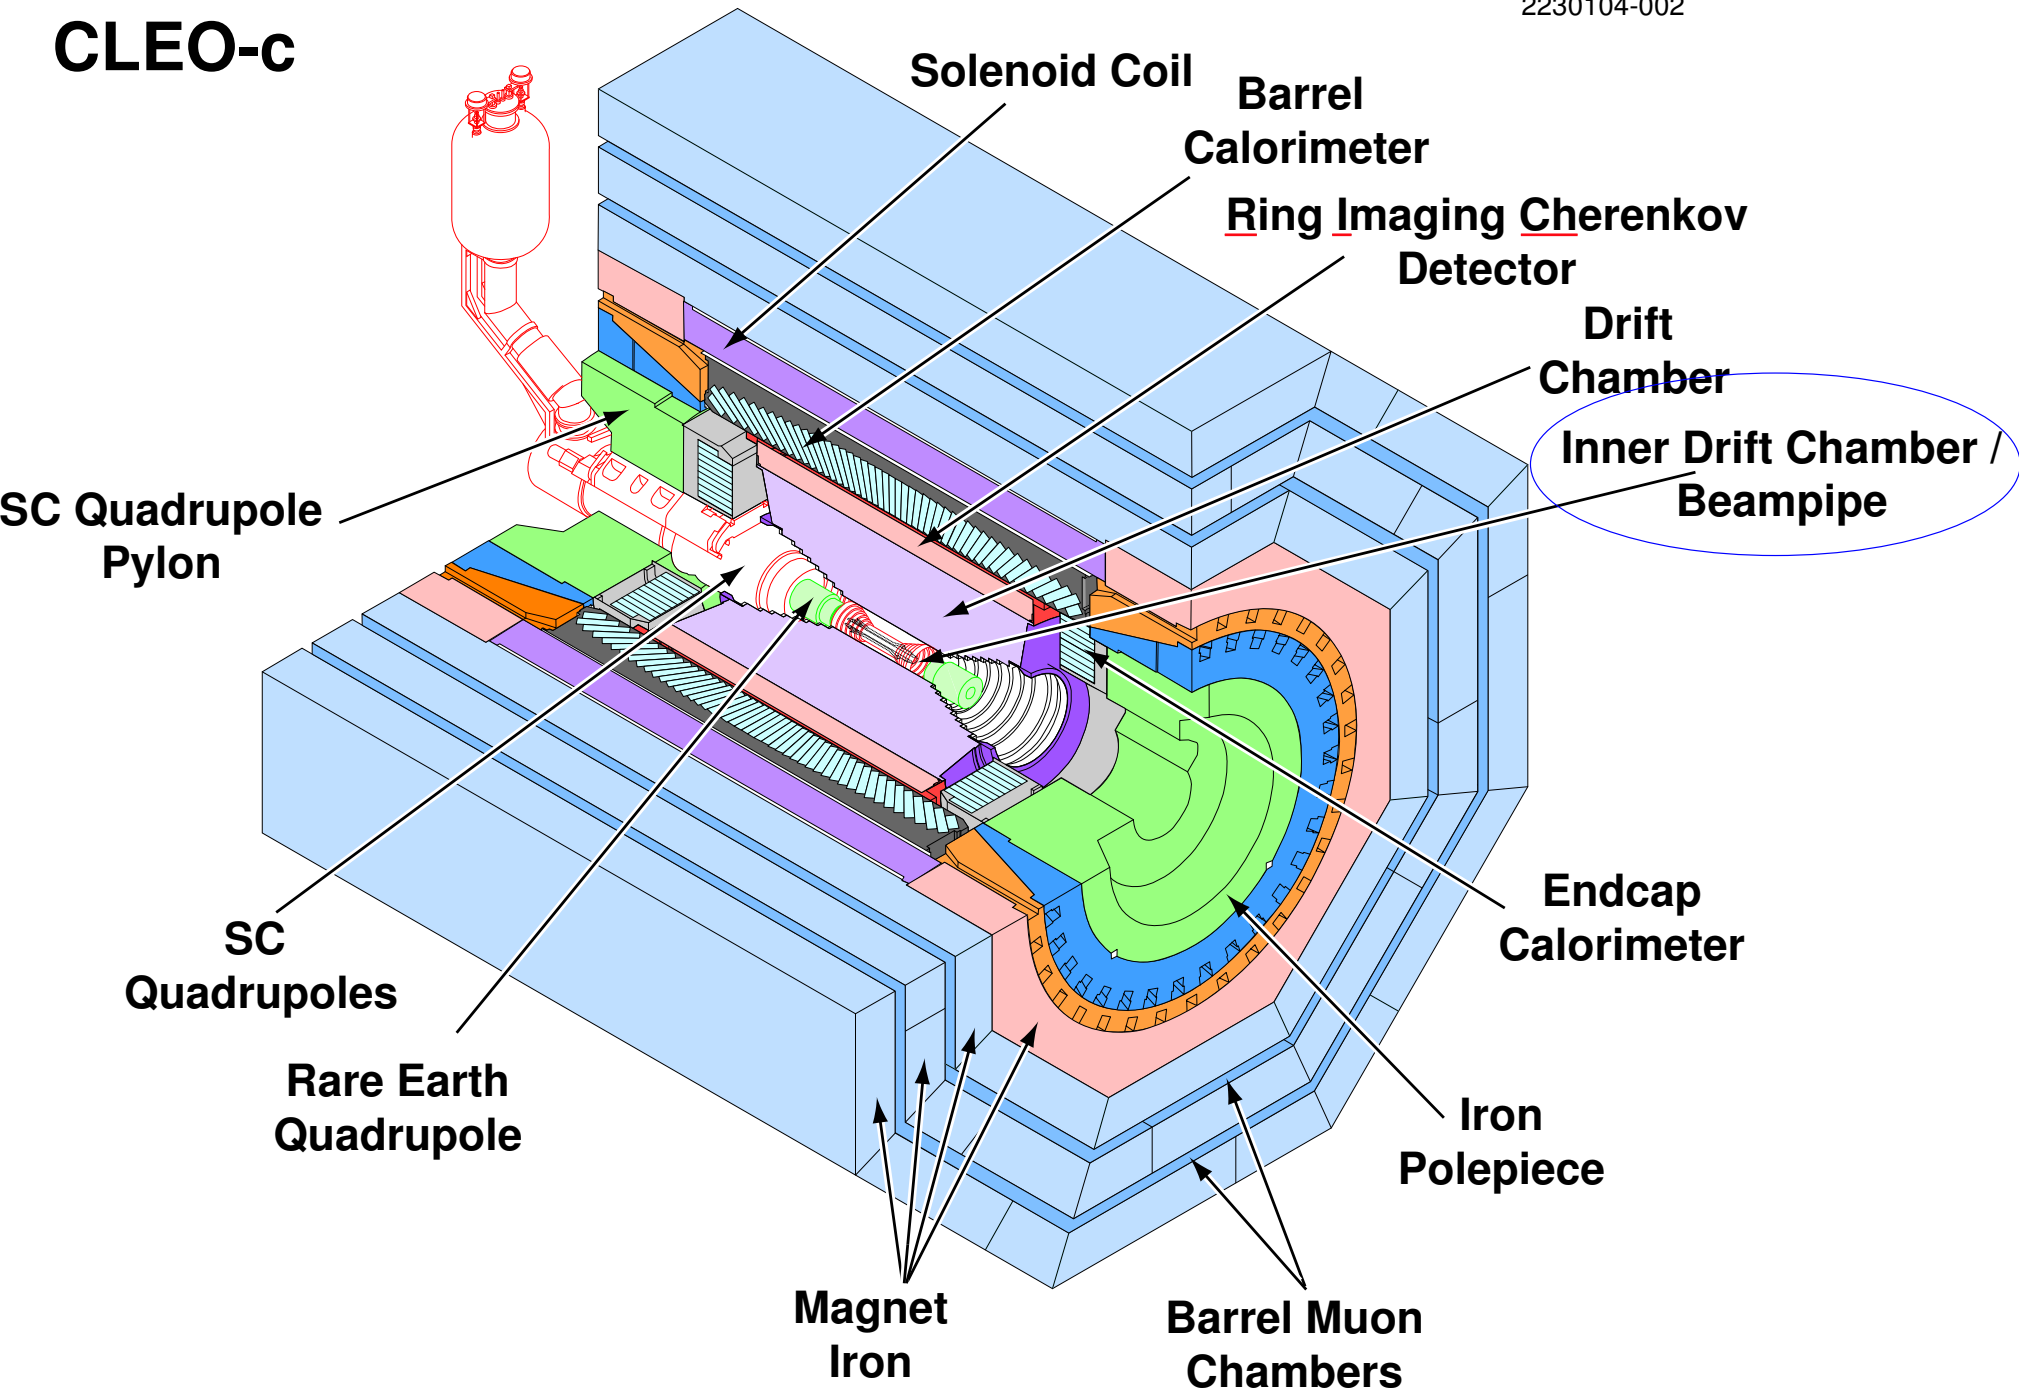 2230104-002
CLEO-c
Solenoid Coil
Barrel
Calorimeter
Ring Imaging Cherenkov
Detector
Drift
Chamber
Inner Drift Chamber /
Beampipe
SC Quadrupole
Pylon
SC
Quadrupoles
Rare Earth
Quadrupole
Endcap
Calorimeter
Iron
Polepiece
Magnet
Iron
Barrel Muon
Chambers